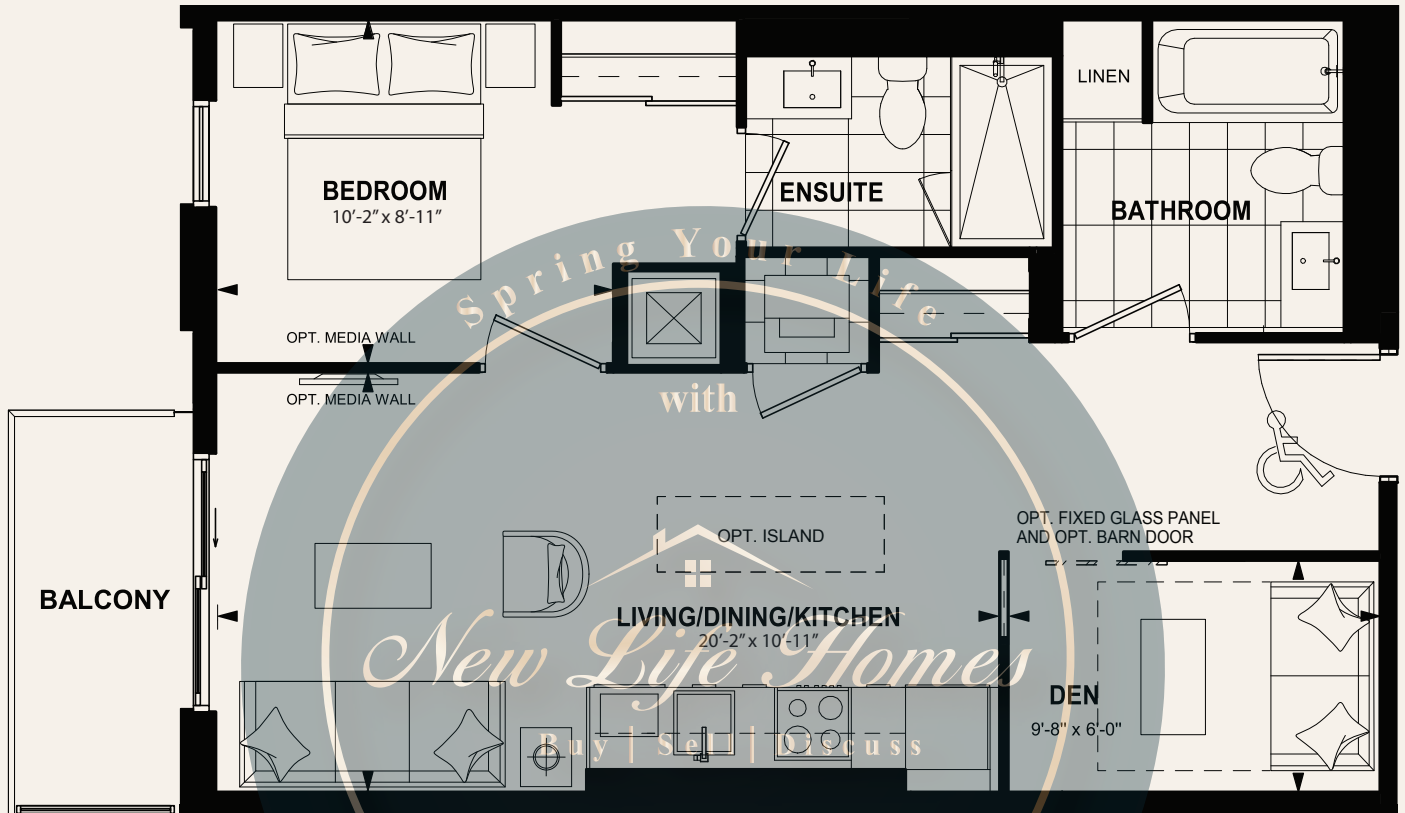 LINEN
BEDROOM
10'-2" x 8'-11"
ENSUITE
BATHROOM
Spring Your Life
OPT. MEDIA WALL
OPT. MEDIA WALL
with
OPT. FIXED GLASS PANEL
AND OPT. BARN DOOR
OPT. ISLAND
BALCONY
LIVING/DINING/KITCHEN
20'-2" x 10'-11"
New Life Homes
DEN
9'-8" x 6'-0"
Buy | Sell | Discuss